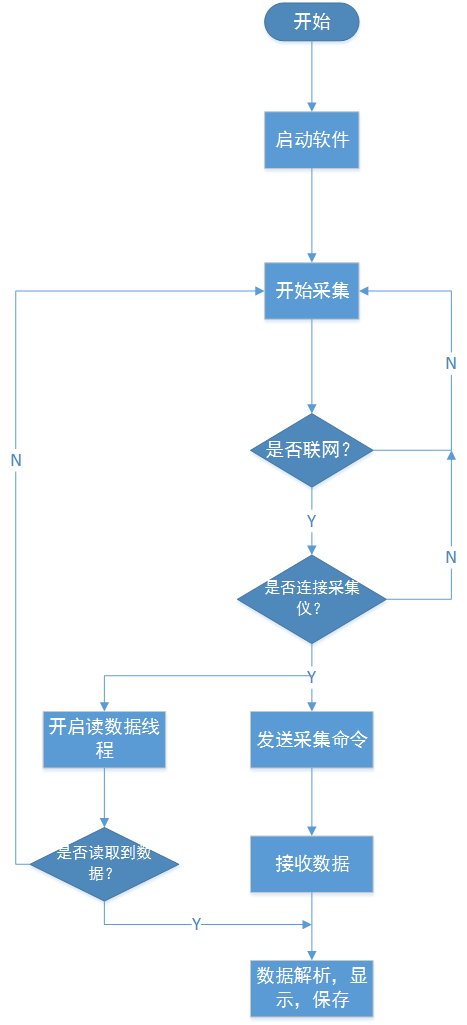 开始
启动软件
开始采集
N
是否联网？
N
Y
是否连接采集
仪？
N
Y
开启读数据线
程
发送采集命令
是否读取到数
据？
接收数据
Y
数据解析，显
示，保存